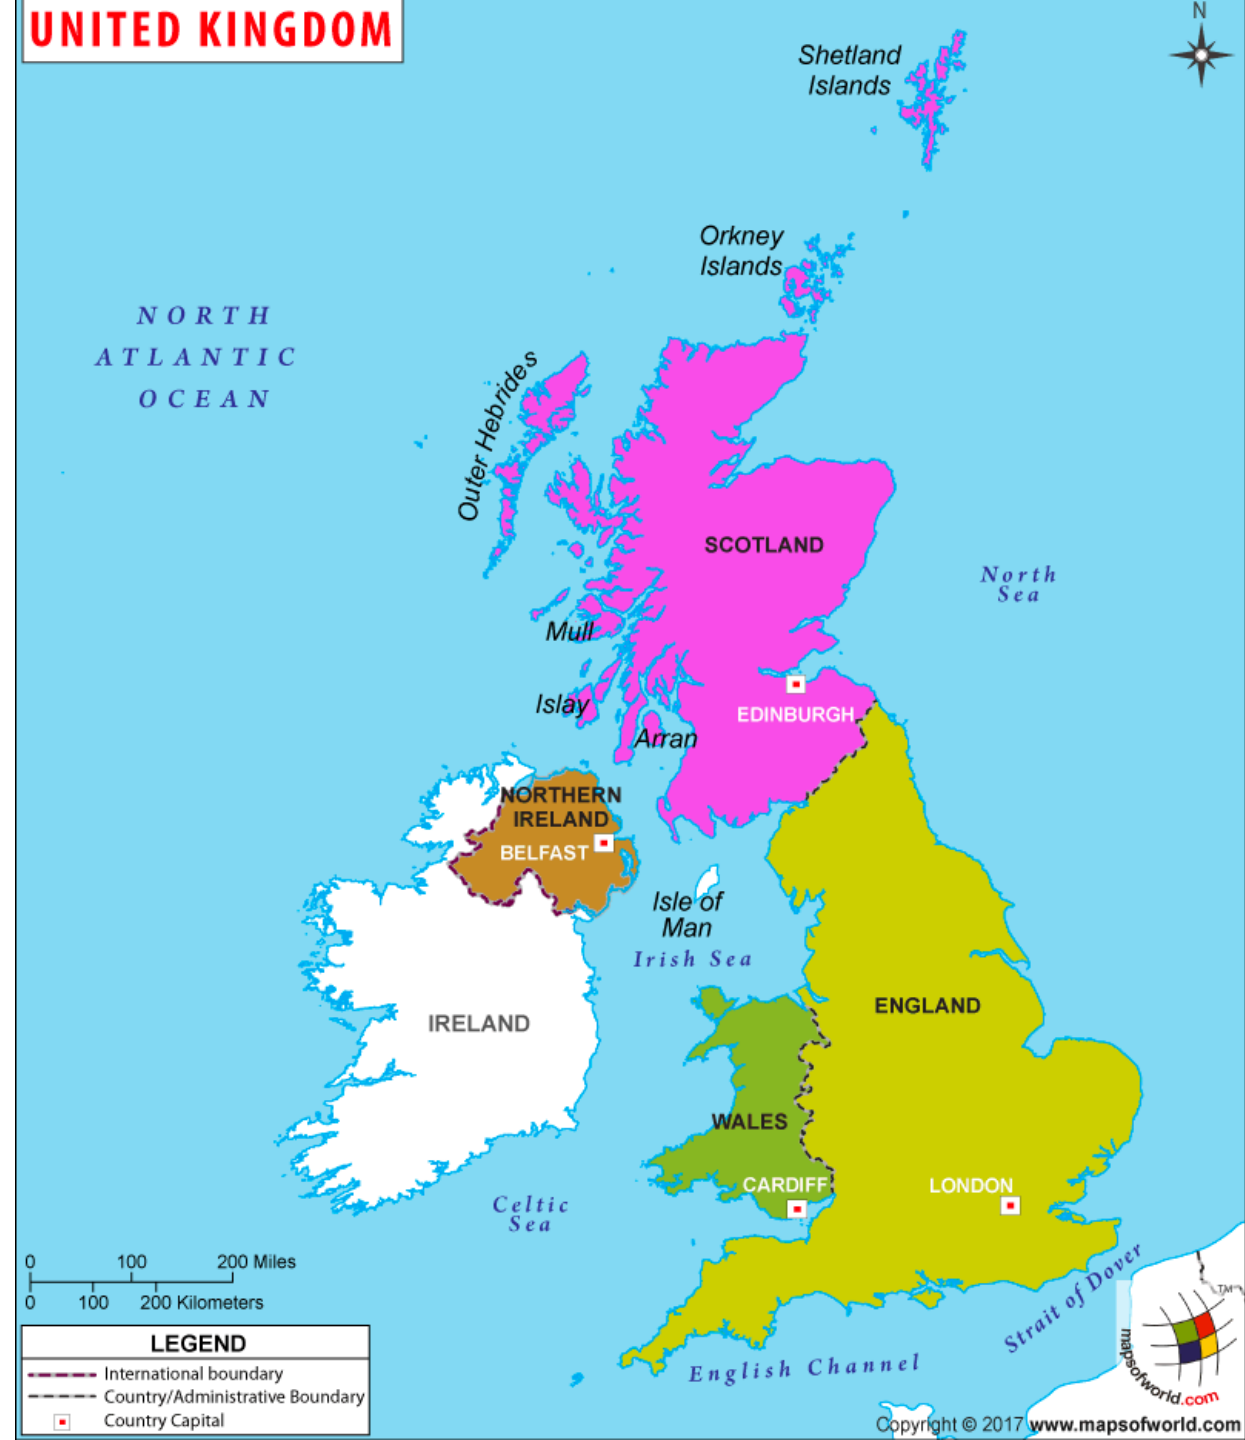 UNITED KINGDOM
N
Shetland
Islands
Orkney
Islands
NORTH
ATLANTIC
OCEAN
Outer Hebrides
SCOTLAND
North
Sea
Mull
Islay
EDINBURGH
Arran
NORTHERN
IRELAND
BELFAST
Isle of
Man
Irish Sea
ENGLAND
IRELAND
WALES
CARDIFF
LONDON
Celtic
Sea
Strait of Dover
English Channel
0 100 200 Miles
0 100 200 Kilometers
LEGEND
International boundary
Country/Administrative Boundary
Country Capital
TM
mapsofworld.com
Copyright © 2017 www.mapsofworld.com